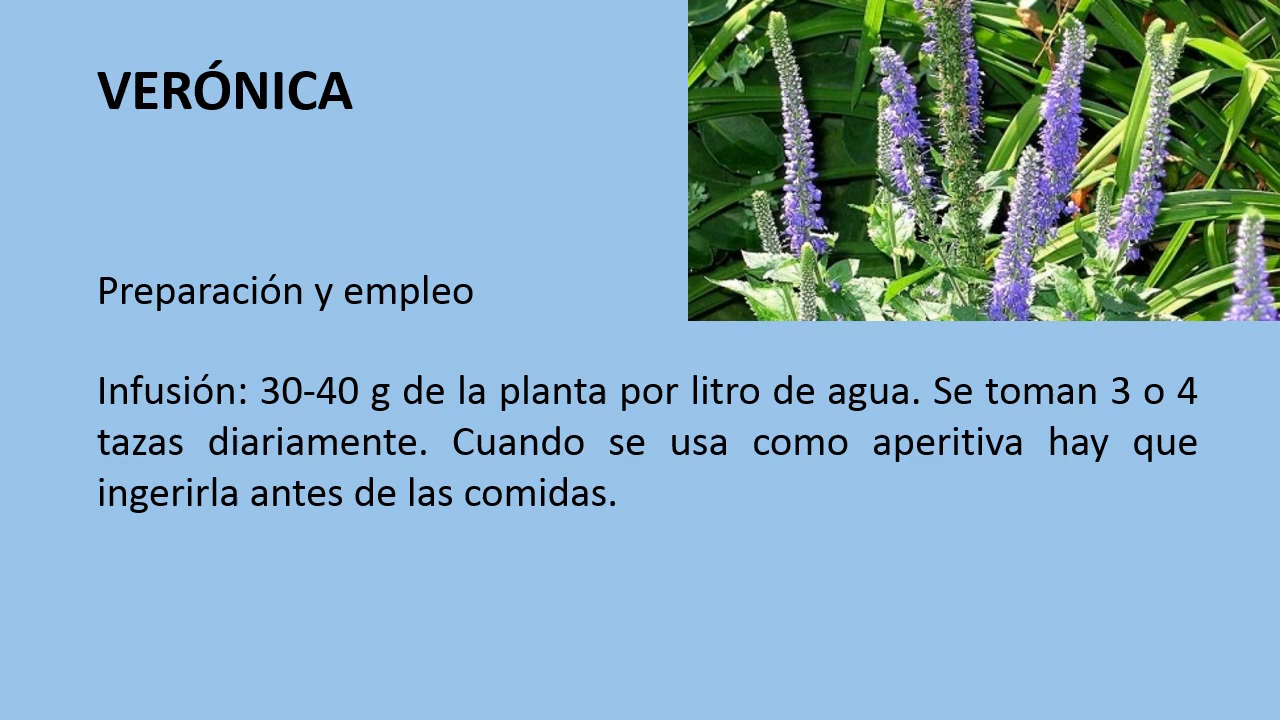 VERÓNICA
Preparación y empleo
Infusión: 30-40 g de la planta por litro de agua. Se toman 3 o 4
tazas diariamente. Cuando se usa como aperitiva hay que
ingerirla antes de las comidas.